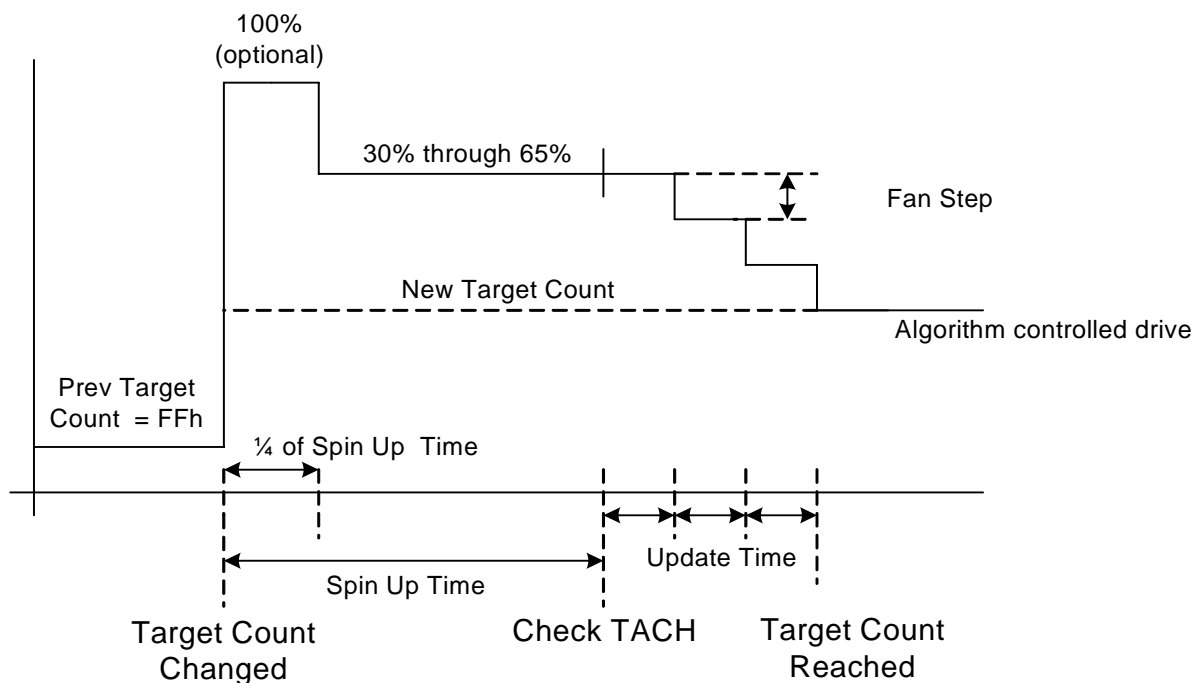 100%
(optional)
30% through 65%
Fan Step
New Target Count
Algorithm controlled drive
Prev Target
Count = FFh
¼ of Spin Up Time
Update Time
Spin Up Time
Target Count
Changed
Check TACH
Target Count
Reached